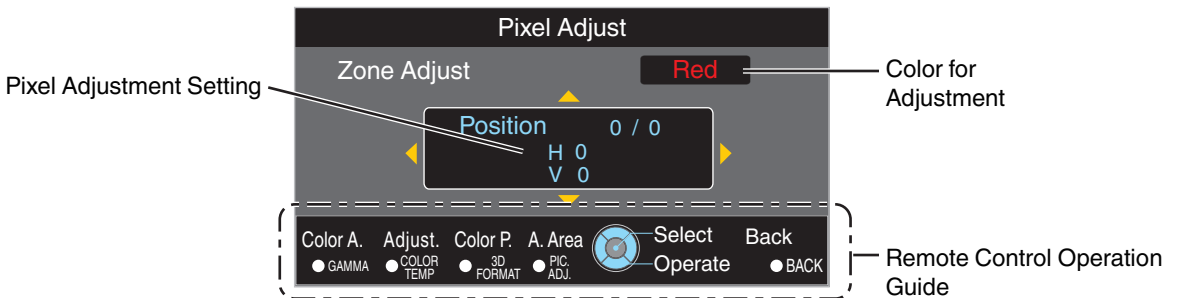 Pixel Adjust
Zone Adjust Red
Pixel Adjustment Setting
Color for
Adjustment
Position 0 / 0
H 0
V 0
Color A. Adjust. Color P. A. Area Select Back
GAMMA COLOR TEMP 3D FORMAT PIC. ADJ. Operate BACK
Remote Control Operation
Guide